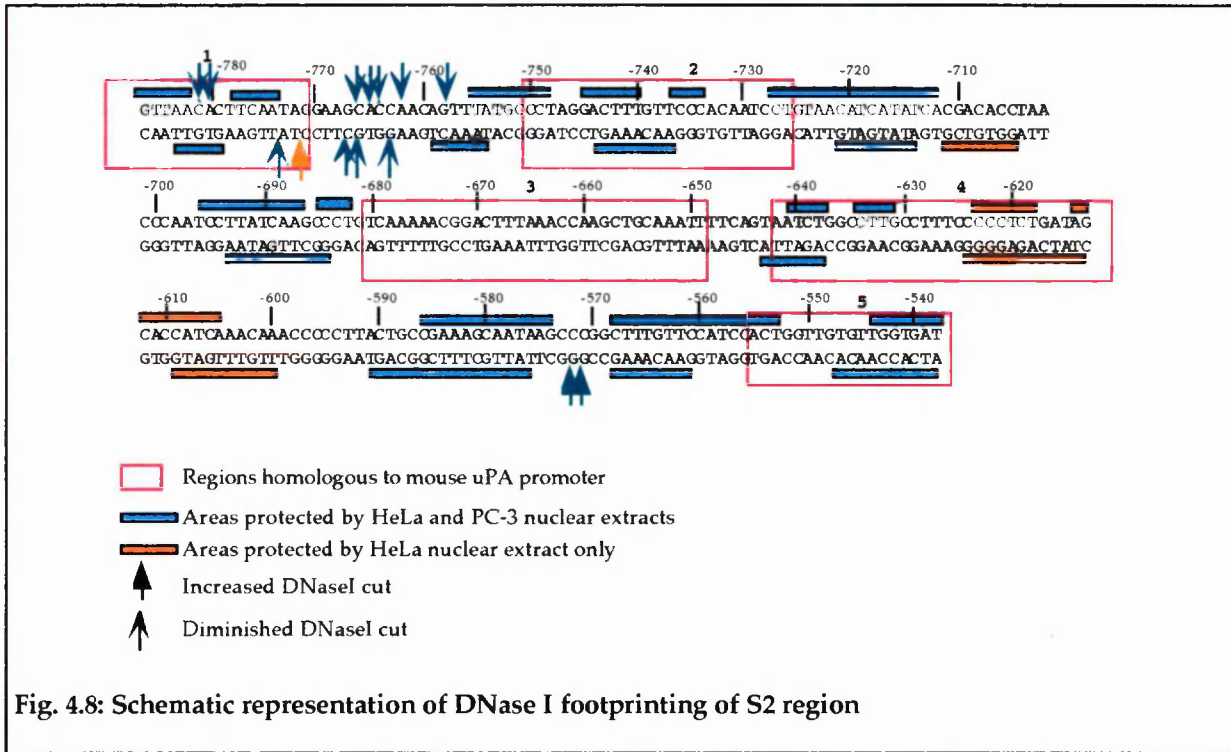 1 -780 -770 -760 -750 -740 2 -730 -720 -710
GTTAACACTTCAATAGGAAGCACCAACAGTTTATGCCCTAGGACTTTGTTCCCACAATCCTGTAACATCATATCACGACACCTAA
CAATTGTGAAGTTATCCTTCGTGGAAGTCAAATACGGGATCCTGAAACAAGGGTGTTAGGACATTGTAGTATAGTGCTGTGGATT
-700 -690 -680 -670 3 -660 -650 -640 -630 4 -620
CCCAATCCTTATCAAGCCCTGTCAAAAACGGACTTTAAACCAAGCTGCAAATTTTCAGTAATCTGGCCTTGCCTTTCCCCCTCTGATAG
GGGTTAGGAATAGTTCGGGACAGTTTTTGCCTGAAATTTGGTTCGACGTTTAAAAGTCATTAGACCGGAACGGAAAGGGGGAGACTATC
-610 -600 -590 -580 -570 -560 -550 5 -540
CACCATCAAACAAACCCCCTTACTGCCGAAAGCAATAAGCCCGGCTTTGTTCCATCCACTGGTTGTGTTGGTGAT
GTGGTAGTTTGTTTGGGGGAATGACGGCTTTCGTTATTCGGGCCGAAACAAGGTAGGTGACCAACACAACCACTA
Regions homologous to mouse uPA promoter
Areas protected by HeLa and PC-3 nuclear extracts
Areas protected by HeLa nuclear extract only
Increased DNaseI cut
Diminished DNaseI cut
Fig. 4.8: Schematic representation of DNase I footprinting of S2 region